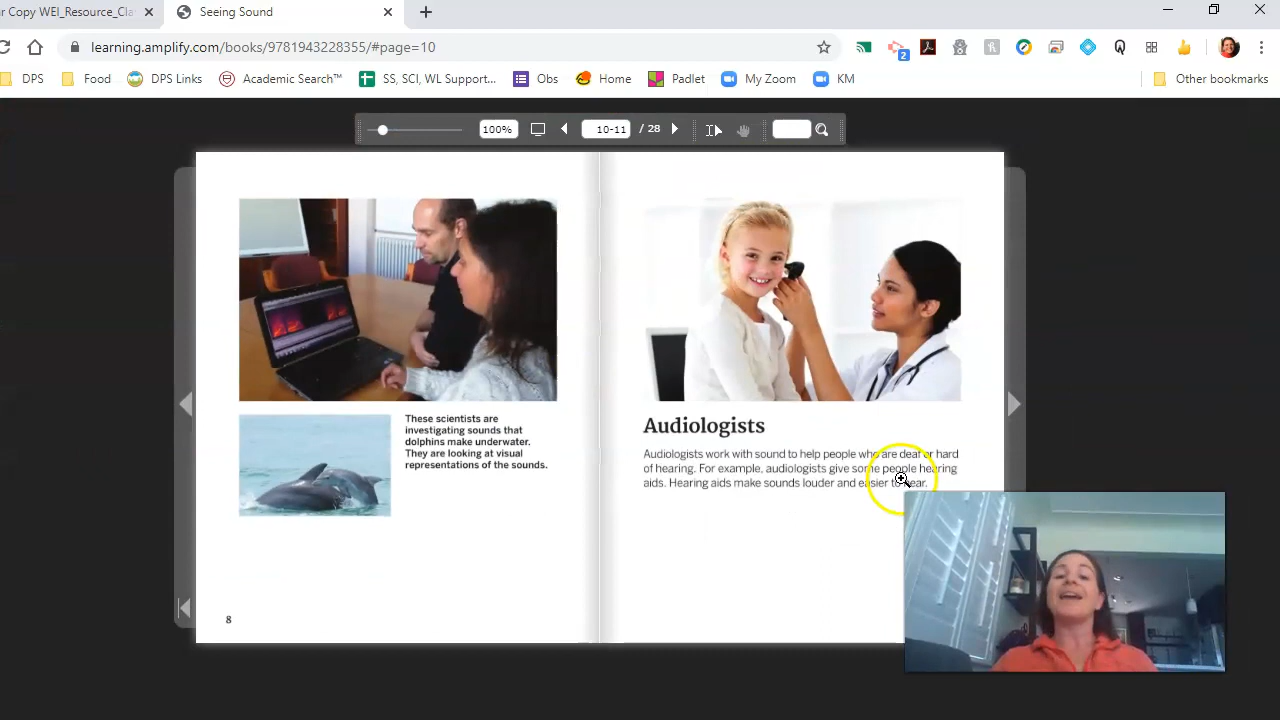 r Copy WEI_Resource_Cla
Seeing Sound
learning.amplify.com/books/9781943228355/#page=10
2
DPS
Food
DPS Links
Academic Search™
SS, SCI, WL Support...
Obs
Home
Padlet
My Zoom
KM
Other bookmarks
100%
10-11 / 28
These scientists are
investigating sounds that
dolphins make underwater.
They are looking at visual
representations of the sounds.
8
Audiologists
Audiologists work with sound to help people who are deaf or hard
of hearing. For example, audiologists give some people hearing
aids. Hearing aids make sounds louder and easier to hear.